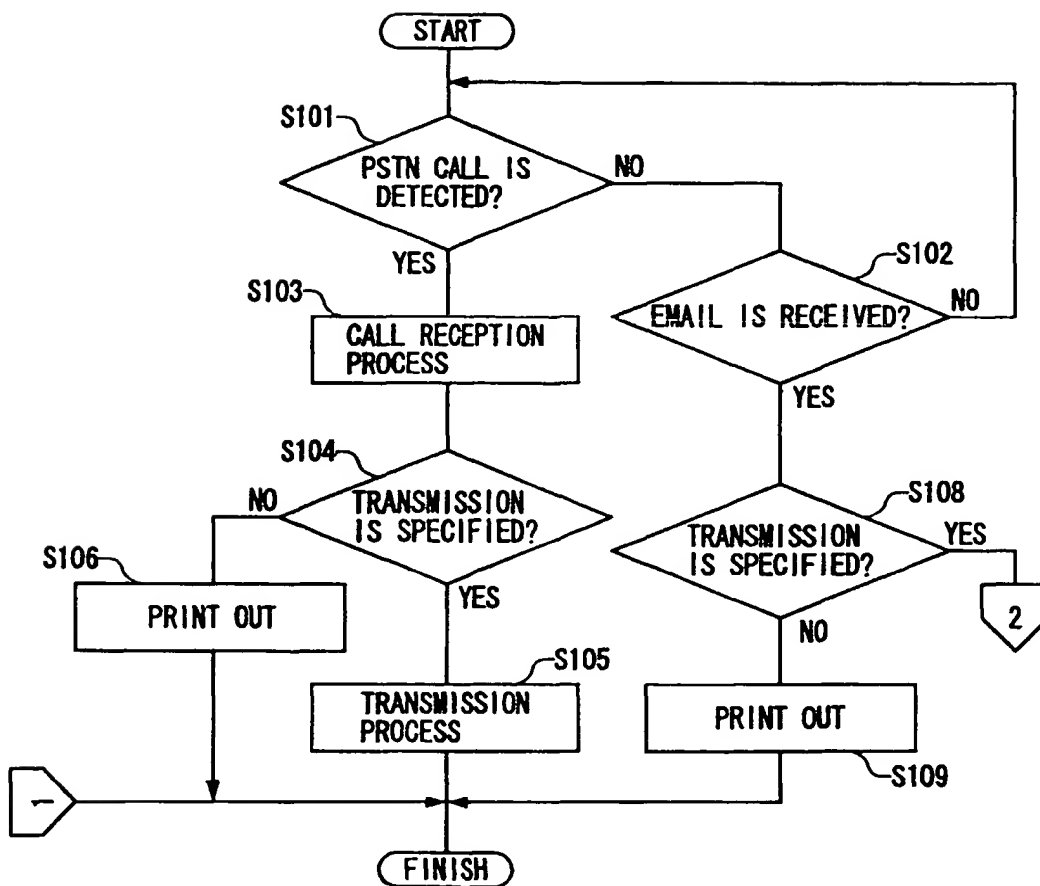 START
S101
PSTN CALL IS
DETECTED?
NO
YES
S102
EMAIL IS RECEIVED?
NO
YES
S103
CALL RECEPTION
PROCESS
S104
TRANSMISSION
IS SPECIFIED?
NO
YES
S108
TRANSMISSION
IS SPECIFIED?
YES
NO
2
S106
PRINT OUT
S105
TRANSMISSION
PROCESS
PRINT OUT
S109
1
FINISH